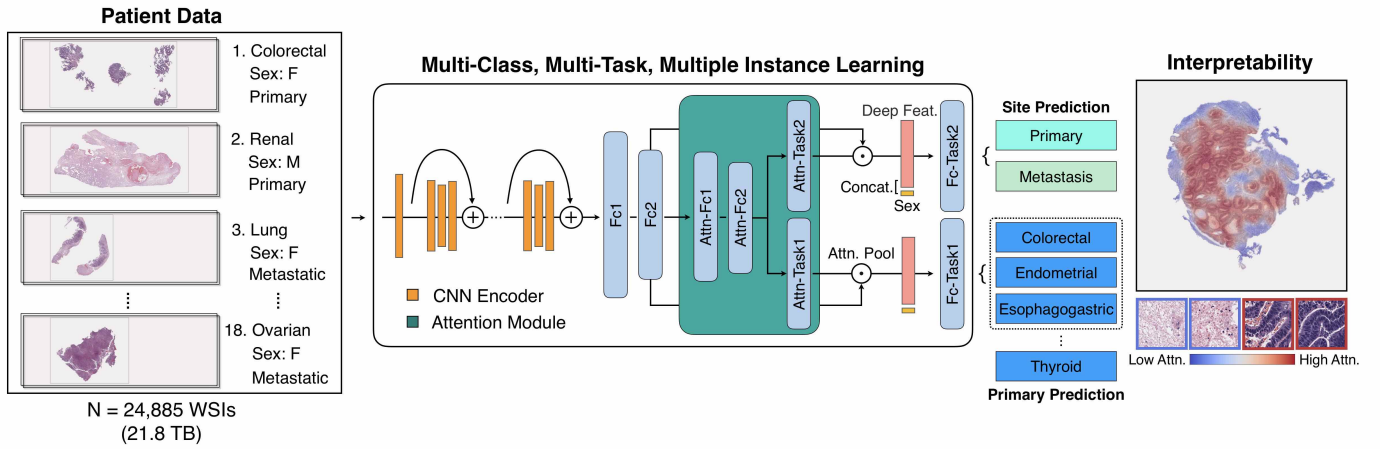 Patient Data
1. Colorectal
Sex: F
Primary
2. Renal
Sex: M
Primary
3. Lung
Sex: F
Metastatic
18. Ovarian
Sex: F
Metastatic
N = 24,885 WSIs
(21.8 TB)
Multi-Class, Multi-Task, Multiple Instance Learning
CNN Encoder
Attention Module
Fc1
Fc2
Attn-Fc1
Attn-Fc2
Attn-Task2
Attn-Task1
Deep Feat.
Concat.
Sex
Attn. Pool
Fc-Task2
Fc-Task1
Site Prediction
Primary
Metastasis
Colorectal
Endometrial
Esophagogastric
Thyroid
Primary Prediction
Interpretability
Low Attn.
High Attn.